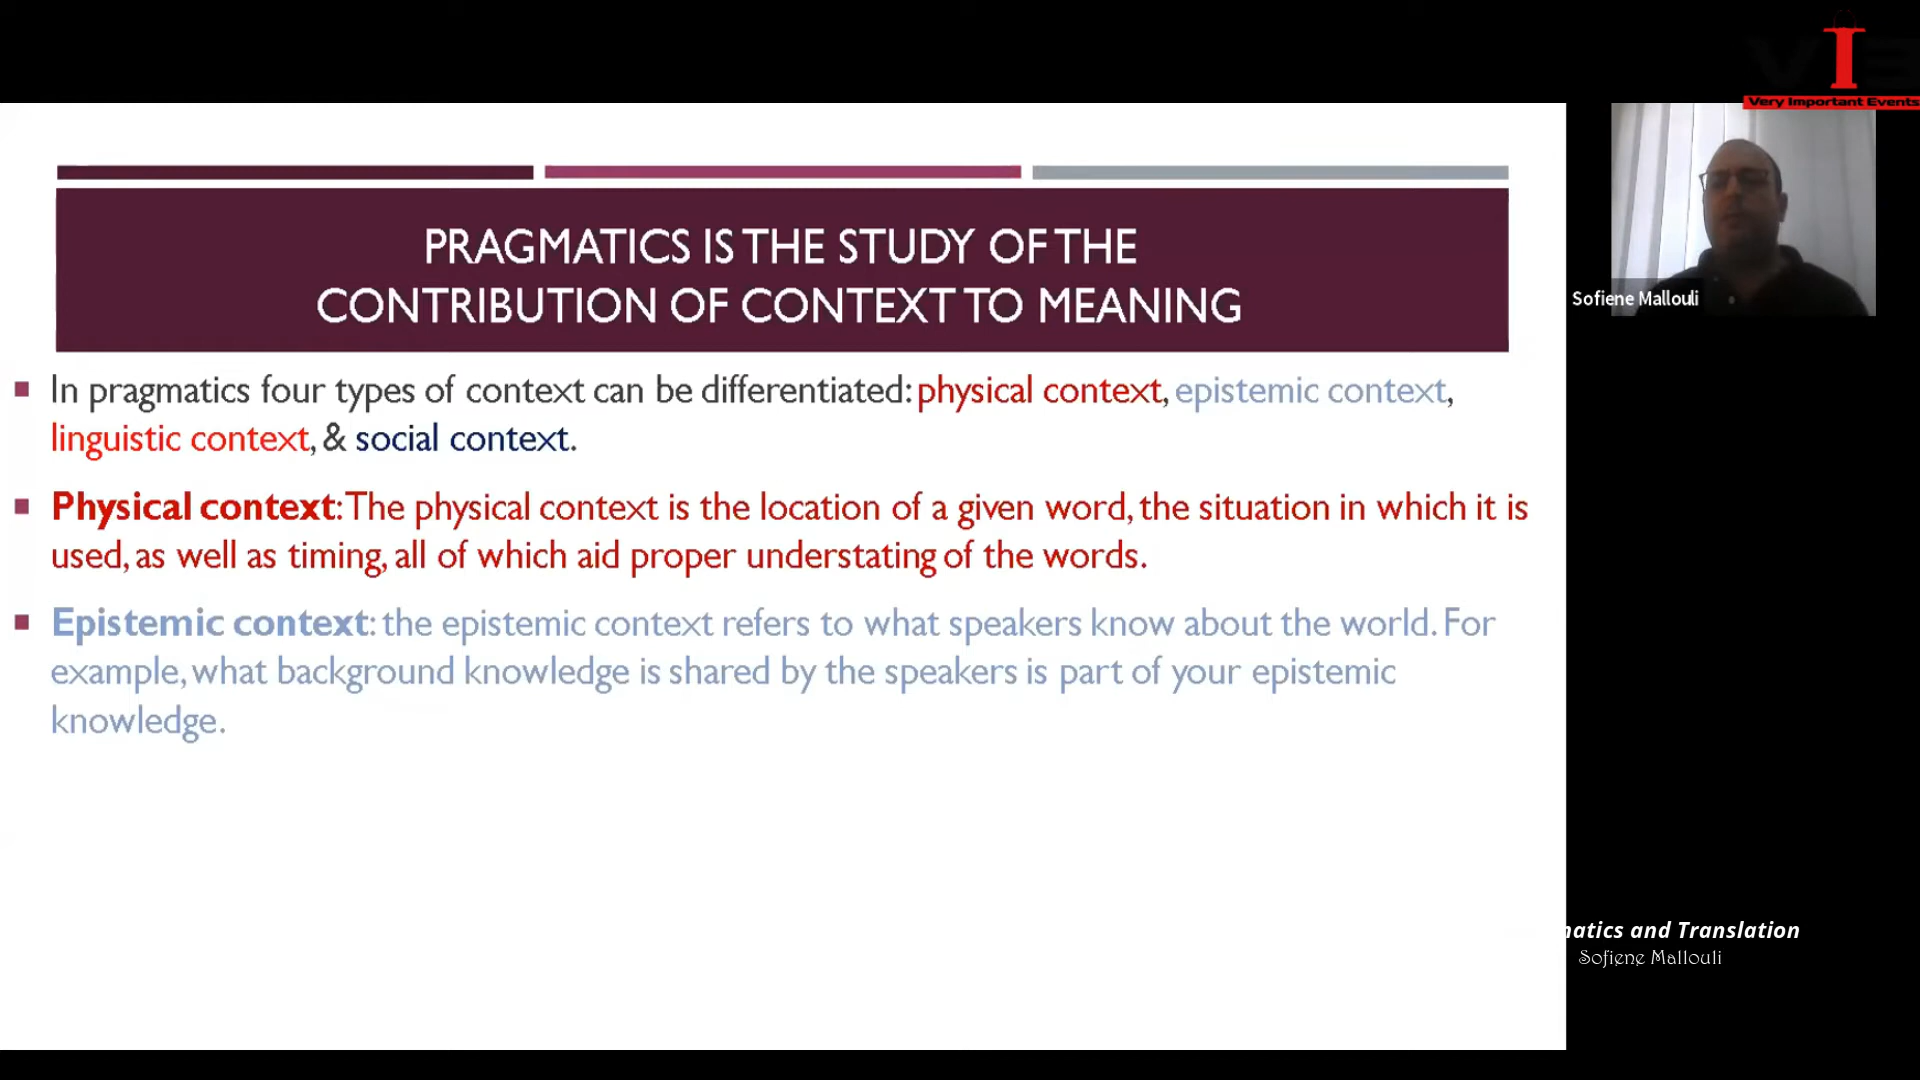 Very Important Events
PRAGMATICS IS THE STUDY OF THE
CONTRIBUTION OF CONTEXT TO MEANING
In pragmatics four types of context can be differentiated: physical context, epistemic context,
linguistic context, & social context.
Physical context: The physical context is the location of a given word, the situation in which it is
used, as well as timing, all of which aid proper understating of the words.
Epistemic context: the epistemic context refers to what speakers know about the world. For
example, what background knowledge is shared by the speakers is part of your epistemic
knowledge.
Sofiene Mallouli
and Translation
Sofiene Mallouli